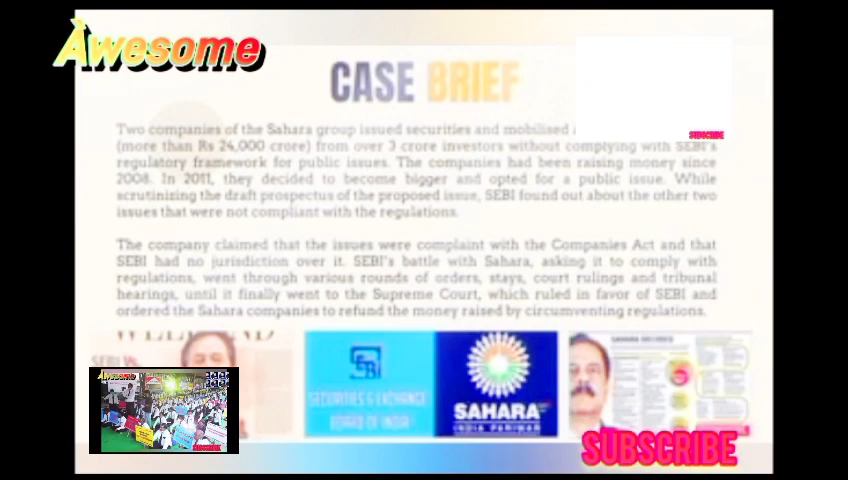 Àwesome
CASE BRIEF
Two companies of the Sahara group issued securities and mobilised
SUBSCRIBE
(more than Rs 24,000 crore) from over 3 crore investors without complying with SEBI's
regulatory framework for public issues. The companies had been raising money since
2008. In 2011, they decided to become bigger and opted for a public issue. While
scrutinizing the draft prospectus of the proposed issue, SEBI found out about the other two
issues that were not compliant with the regulations.
The company claimed that the issues were complaint with the Companies Act and that
SEBI had no jurisdiction over it. SEBI's battle with Sahara, asking it to comply with
regulations, went through various rounds of orders, stays, court rulings and tribunal
hearings, until it finally went to the Supreme Court, which ruled in favor of SEBI and
ordered the Sahara companies to refund the money raised by circumventing regulations.
SEBI
SEBI
SECURITIES & EXCHANGE
BOARD OF INDIA
SAHARA
INDIA PARIWAR
Àwesome
SUBSCRIBE